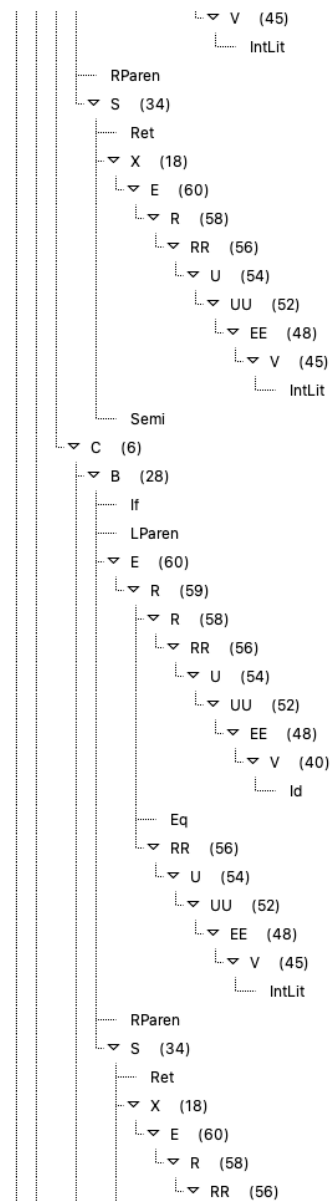 V (45)
IntLit
RParen
S (34)
Ret
X (18)
E (60)
R (58)
RR (56)
U (54)
UU (52)
EE (48)
V (45)
IntLit
Semi
C (6)
B (28)
If
LParen
E (60)
R (59)
R (58)
RR (56)
U (54)
UU (52)
EE (48)
V (40)
Id
Eq
RR (56)
U (54)
UU (52)
EE (48)
V (45)
IntLit
RParen
S (34)
Ret
X (18)
E (60)
R (58)
RR (56)